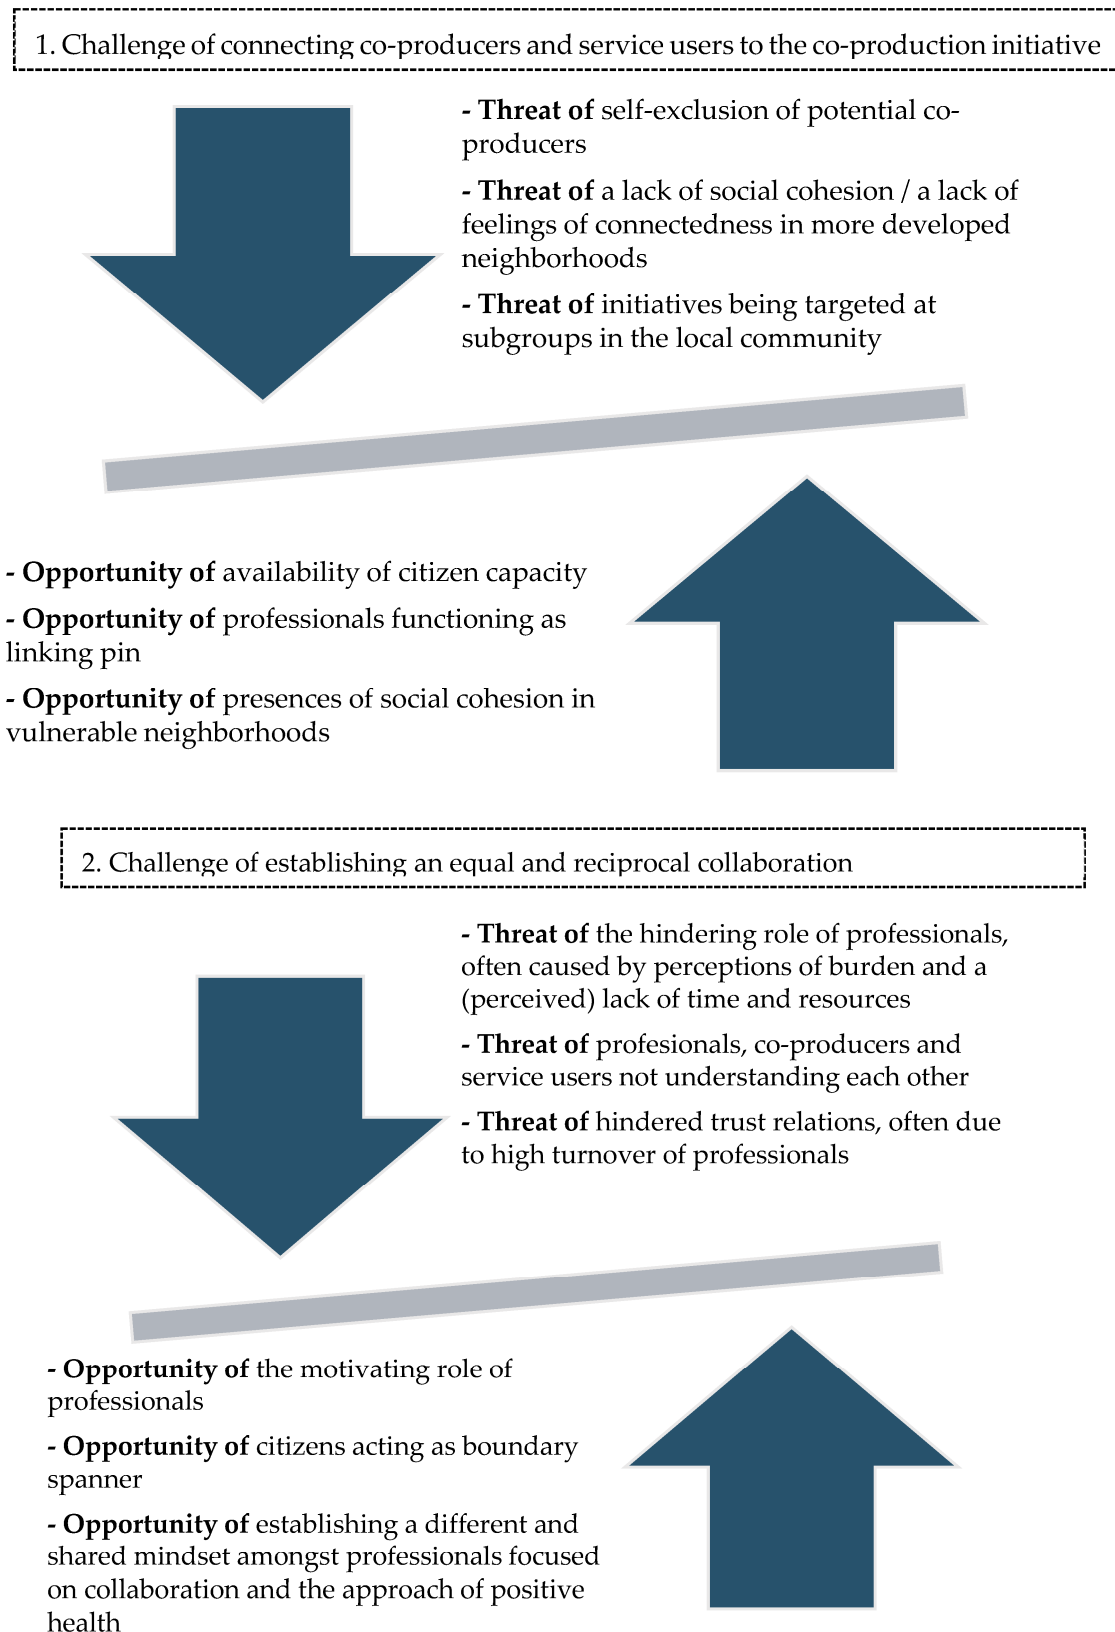 1. Challenge of connecting co-producers and service users to the co-production initiative
- Threat of self-exclusion of potential co-
producers
- Threat of a lack of social cohesion / a lack of
feelings of connectedness in more developed
neighborhoods
- Threat of initiatives being targeted at
subgroups in the local community
- Opportunity of availability of citizen capacity
- Opportunity of professionals functioning as
linking pin
- Opportunity of presences of social cohesion in
vulnerable neighborhoods
2. Challenge of establishing an equal and reciprocal collaboration
- Threat of the hindering role of professionals,
often caused by perceptions of burden and a
(perceived) lack of time and resources
- Threat of profesionals, co-producers and
service users not understanding each other
- Threat of hindered trust relations, often due
to high turnover of professionals
- Opportunity of the motivating role of
professionals
- Opportunity of citizens acting as boundary
spanner
- Opportunity of establishing a different and
shared mindset amongst professionals focused
on collaboration and the approach of positive
health